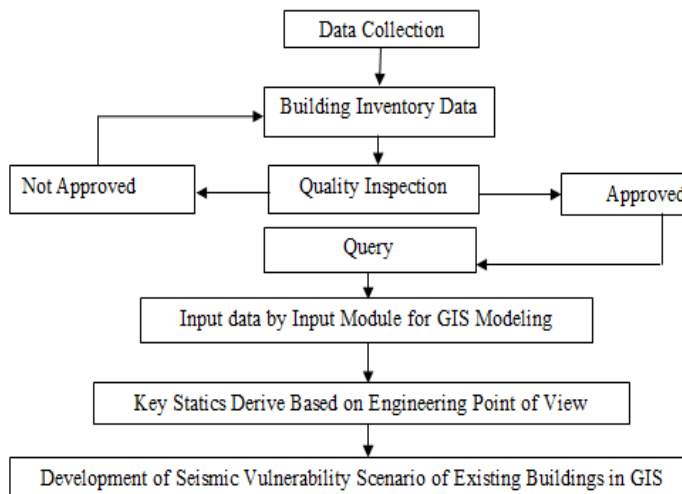 Data Collection
Building Inventory Data
Not Approved
Quality Inspection
Approved
Query
Input data by Input Module for GIS Modeling
Key Statics Derive Based on Engineering Point of View
Development of Seismic Vulnerability Scenario of Existing Buildings in GIS